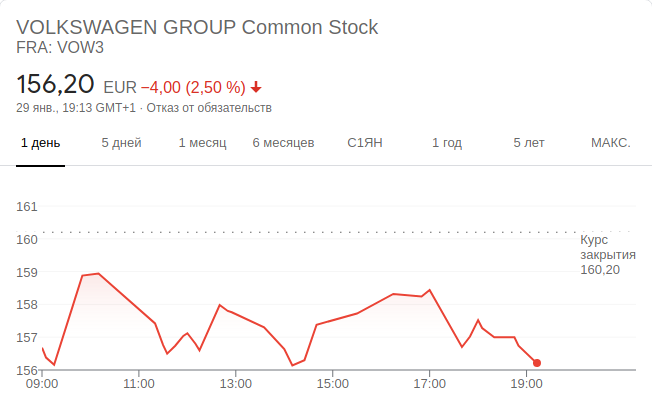 VOLKSWAGEN GROUP Common Stock
FRA: VOW3
156,20 EUR −4,00 (2,50 %)
29 янв., 19:13 GMT+1 · Отказ от обязательств
1 день 5 дней 1 месяц 6 месяцев С1ЯН 1 год 5 лет МАКС.
161
160
Курс
закрытия
160,20
159
158
157
156
09:00 11:00 13:00 15:00 17:00 19:00